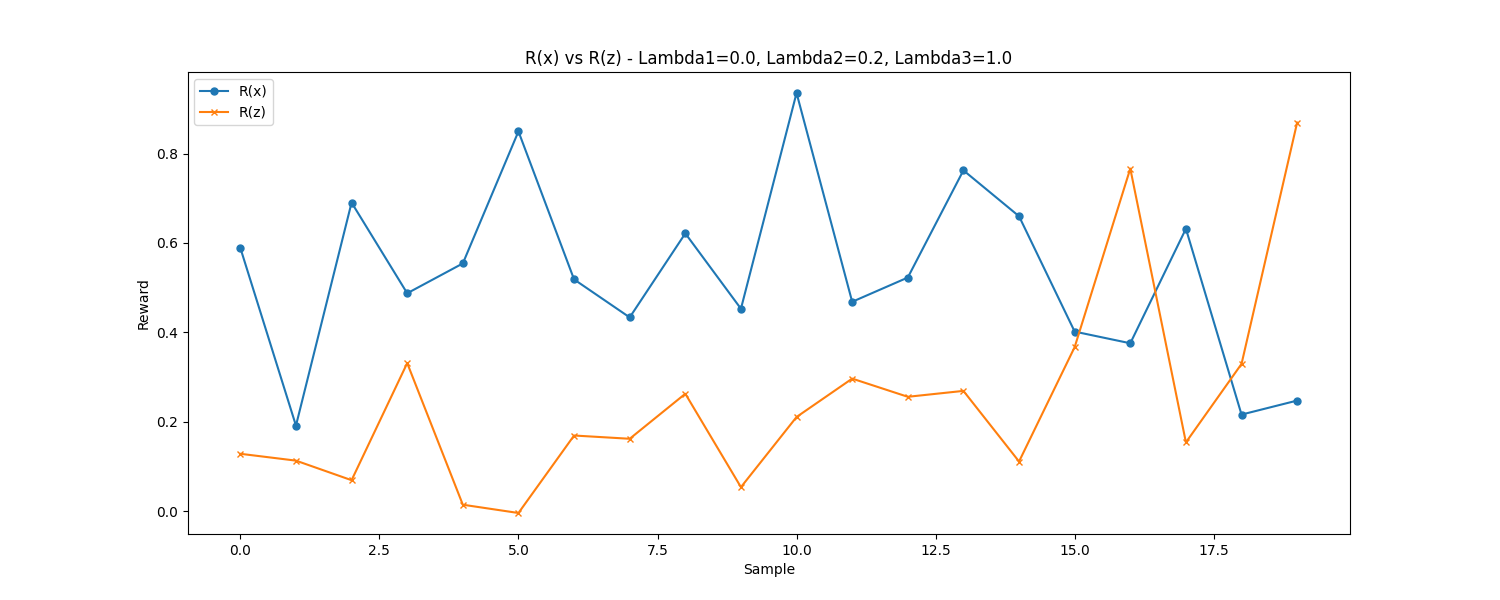 R(x) vs R(z) - Lambda1=0.0, Lambda2=0.2, Lambda3=1.0
R(x)
R(z)
0.8
0.6
0.4
0.2
0.0
Reward
0.0 2.5 5.0 7.5 10.0 12.5 15.0 17.5
Sample